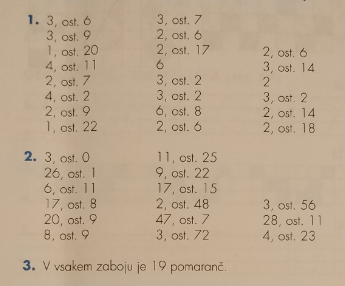 1. 3, ost. 6 3, ost. 7
3, ost. 9 2, ost. 6
1, ost. 20 2, ost. 17 2, ost. 6
4, ost. 11 6 3, ost. 14
2, ost. 7 3, ost. 2 2
4, ost. 2 3, ost. 2 3, ost. 2
2, ost. 9 6, ost. 8 2, ost. 14
1, ost. 22 2, ost. 6 2, ost. 18
2. 3, ost. 0 11, ost. 25
26, ost. 1 9, ost. 22
6, ost. 11 17, ost. 15
17, ost. 8 2, ost. 48 3, ost. 56
20, ost. 9 47, ost. 7 28, ost. 11
8, ost. 9 3, ost. 72 4, ost. 23
3. V vsakem zaboju je 19 pomaranč.